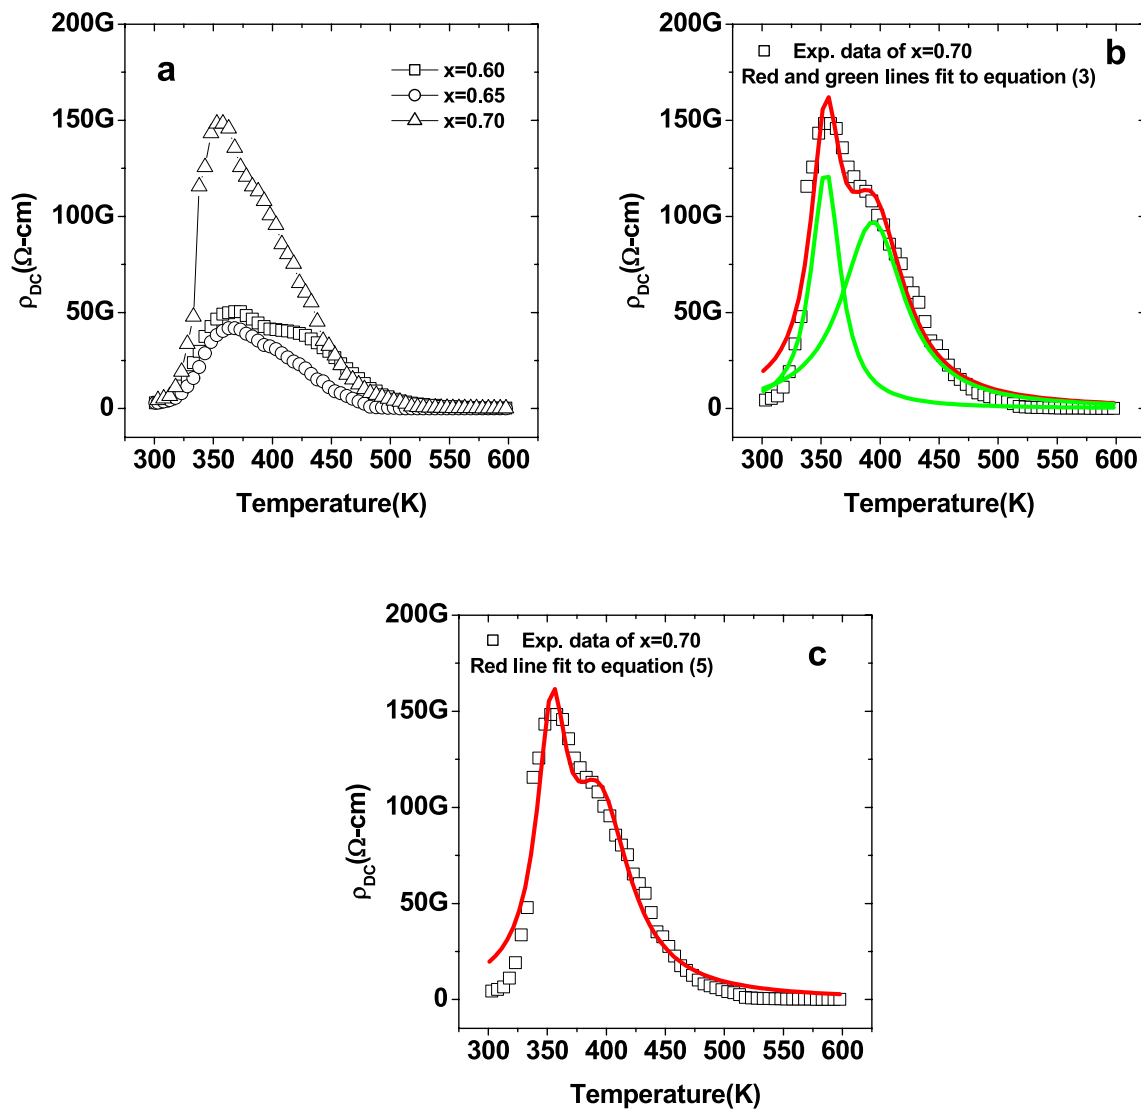 200G
150G
100G
50G
0
300 350 400 450 500 550 600
ρDC(Ω-cm)
Temperature(K)
a
x=0.60
x=0.65
x=0.70
200G
150G
100G
50G
0
300 350 400 450 500 550 600
ρDC(Ω-cm)
Temperature(K)
b
Exp. data of x=0.70
Red and green lines fit to equation (3)
200G
150G
100G
50G
0
300 350 400 450 500 550 600
ρDC(Ω-cm)
Temperature(K)
c
Exp. data of x=0.70
Red line fit to equation (5)